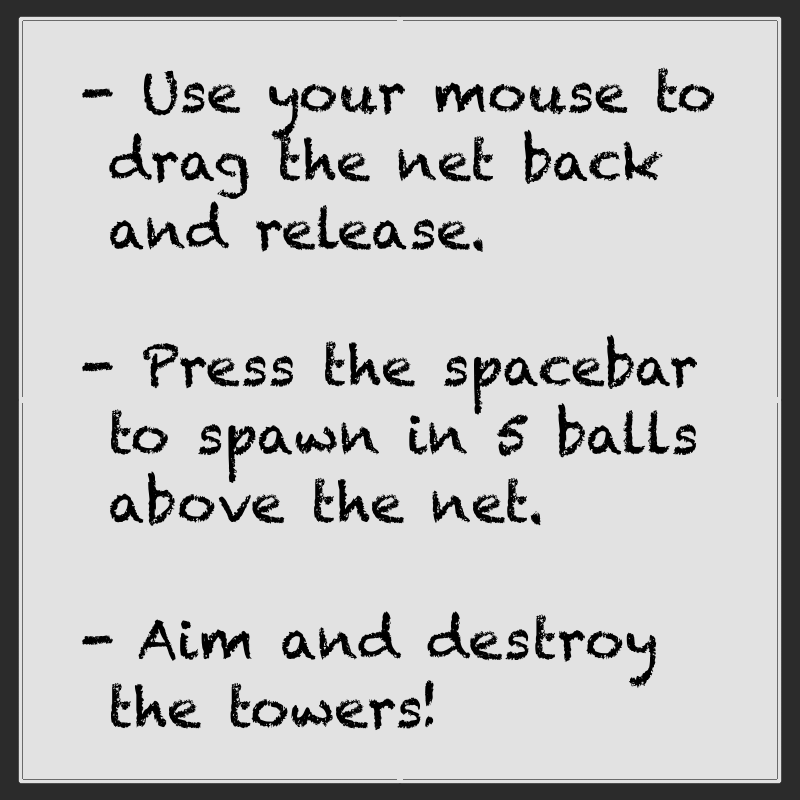 - Use your mouse to
drag the net back
and release.
- Press the spacebar
to spawn in 5 balls
above the net.
- Aim and destroy
the towers!